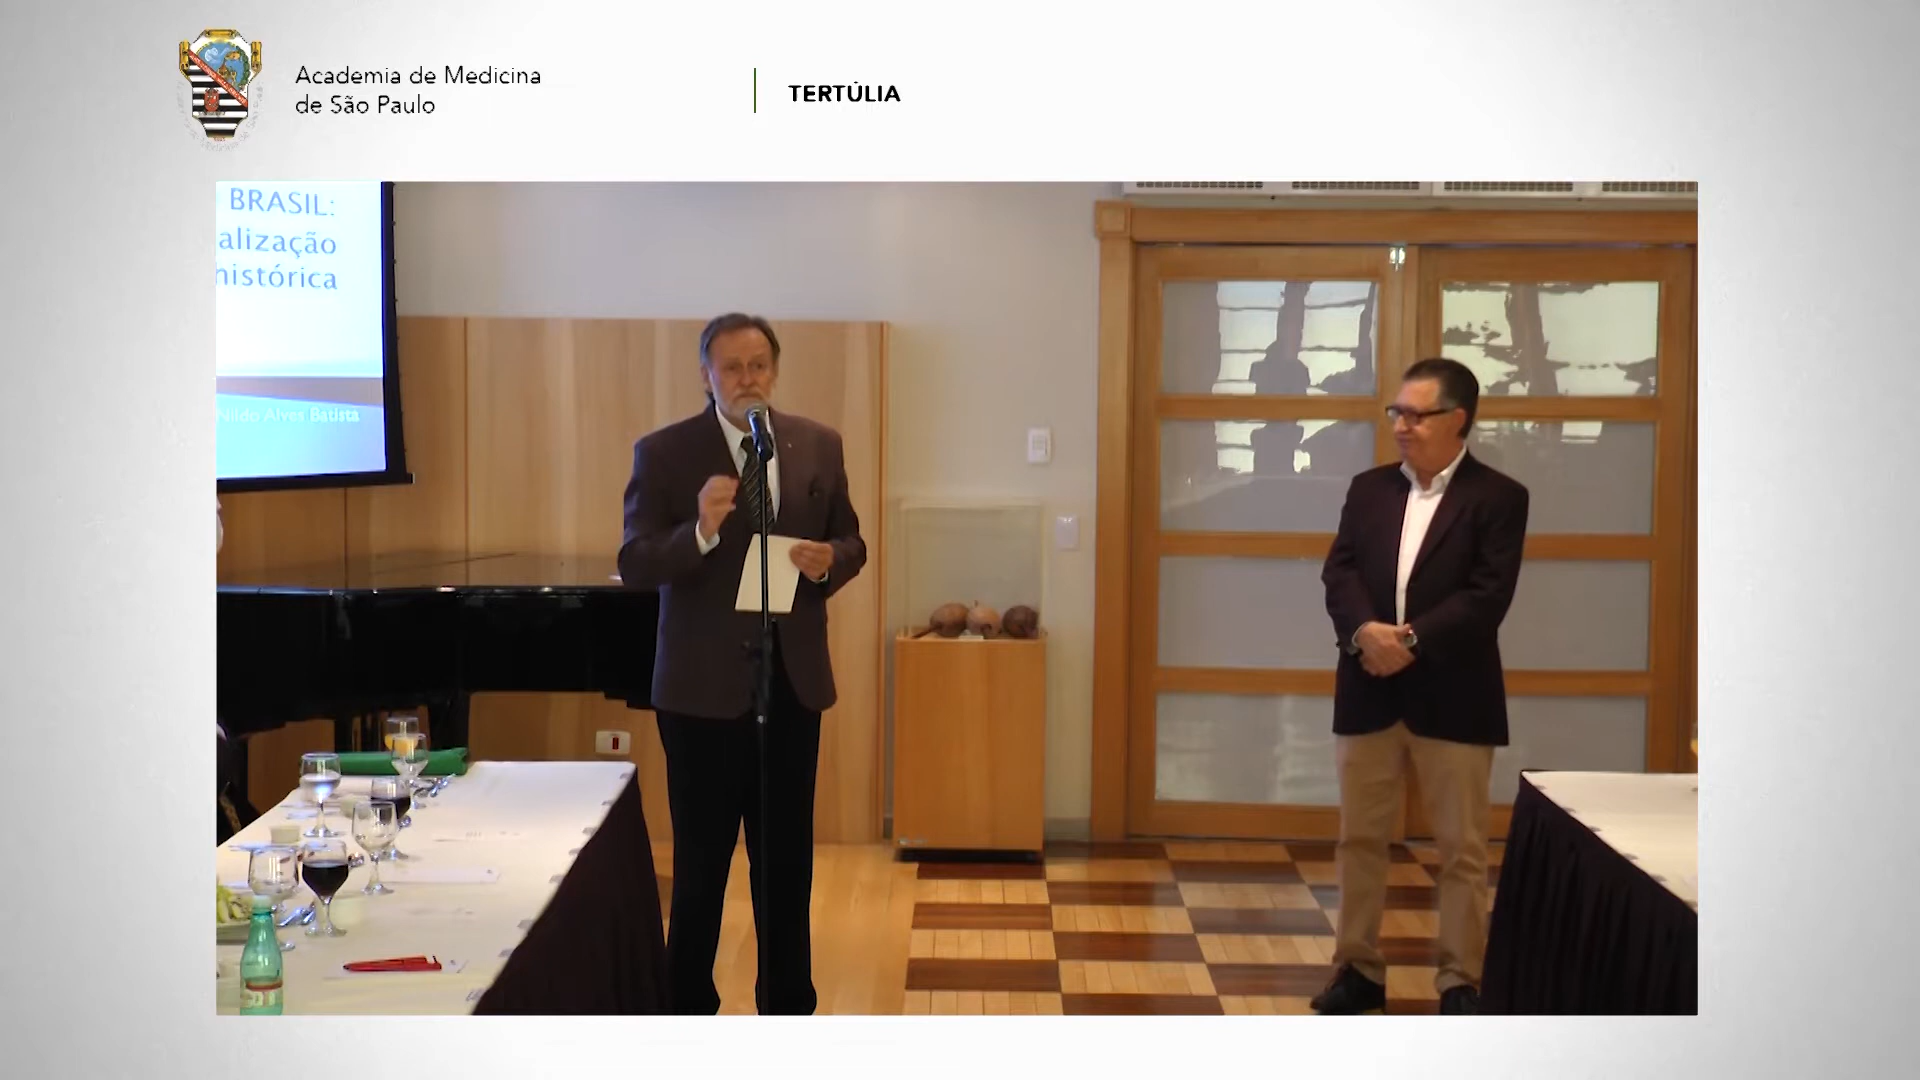 Academia de Medicina
de São Paulo
TERTÚLIA
BRASIL:
alização
histórica
Nildo Alves Batista